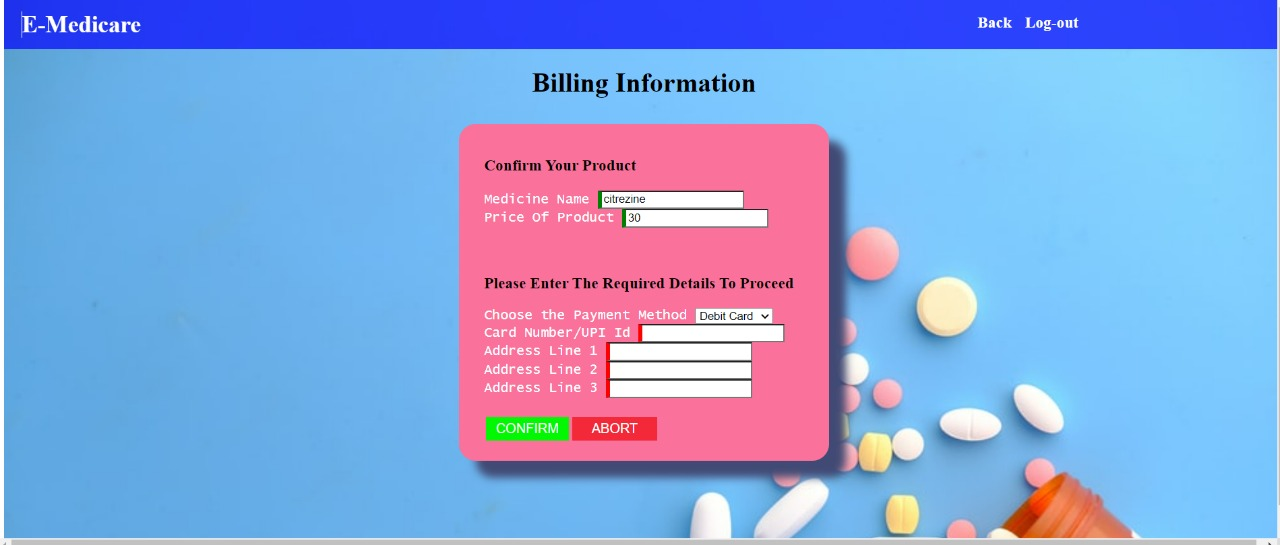 E-Medicare Back Log-out
Billing Information
Confirm Your Product
Medicine Name citrezine
Price Of Product 30
Please Enter The Required Details To Proceed
Choose the Payment Method Debit Card
Card Number/UPI Id
Address Line 1
Address Line 2
Address Line 3
CONFIRM ABORT